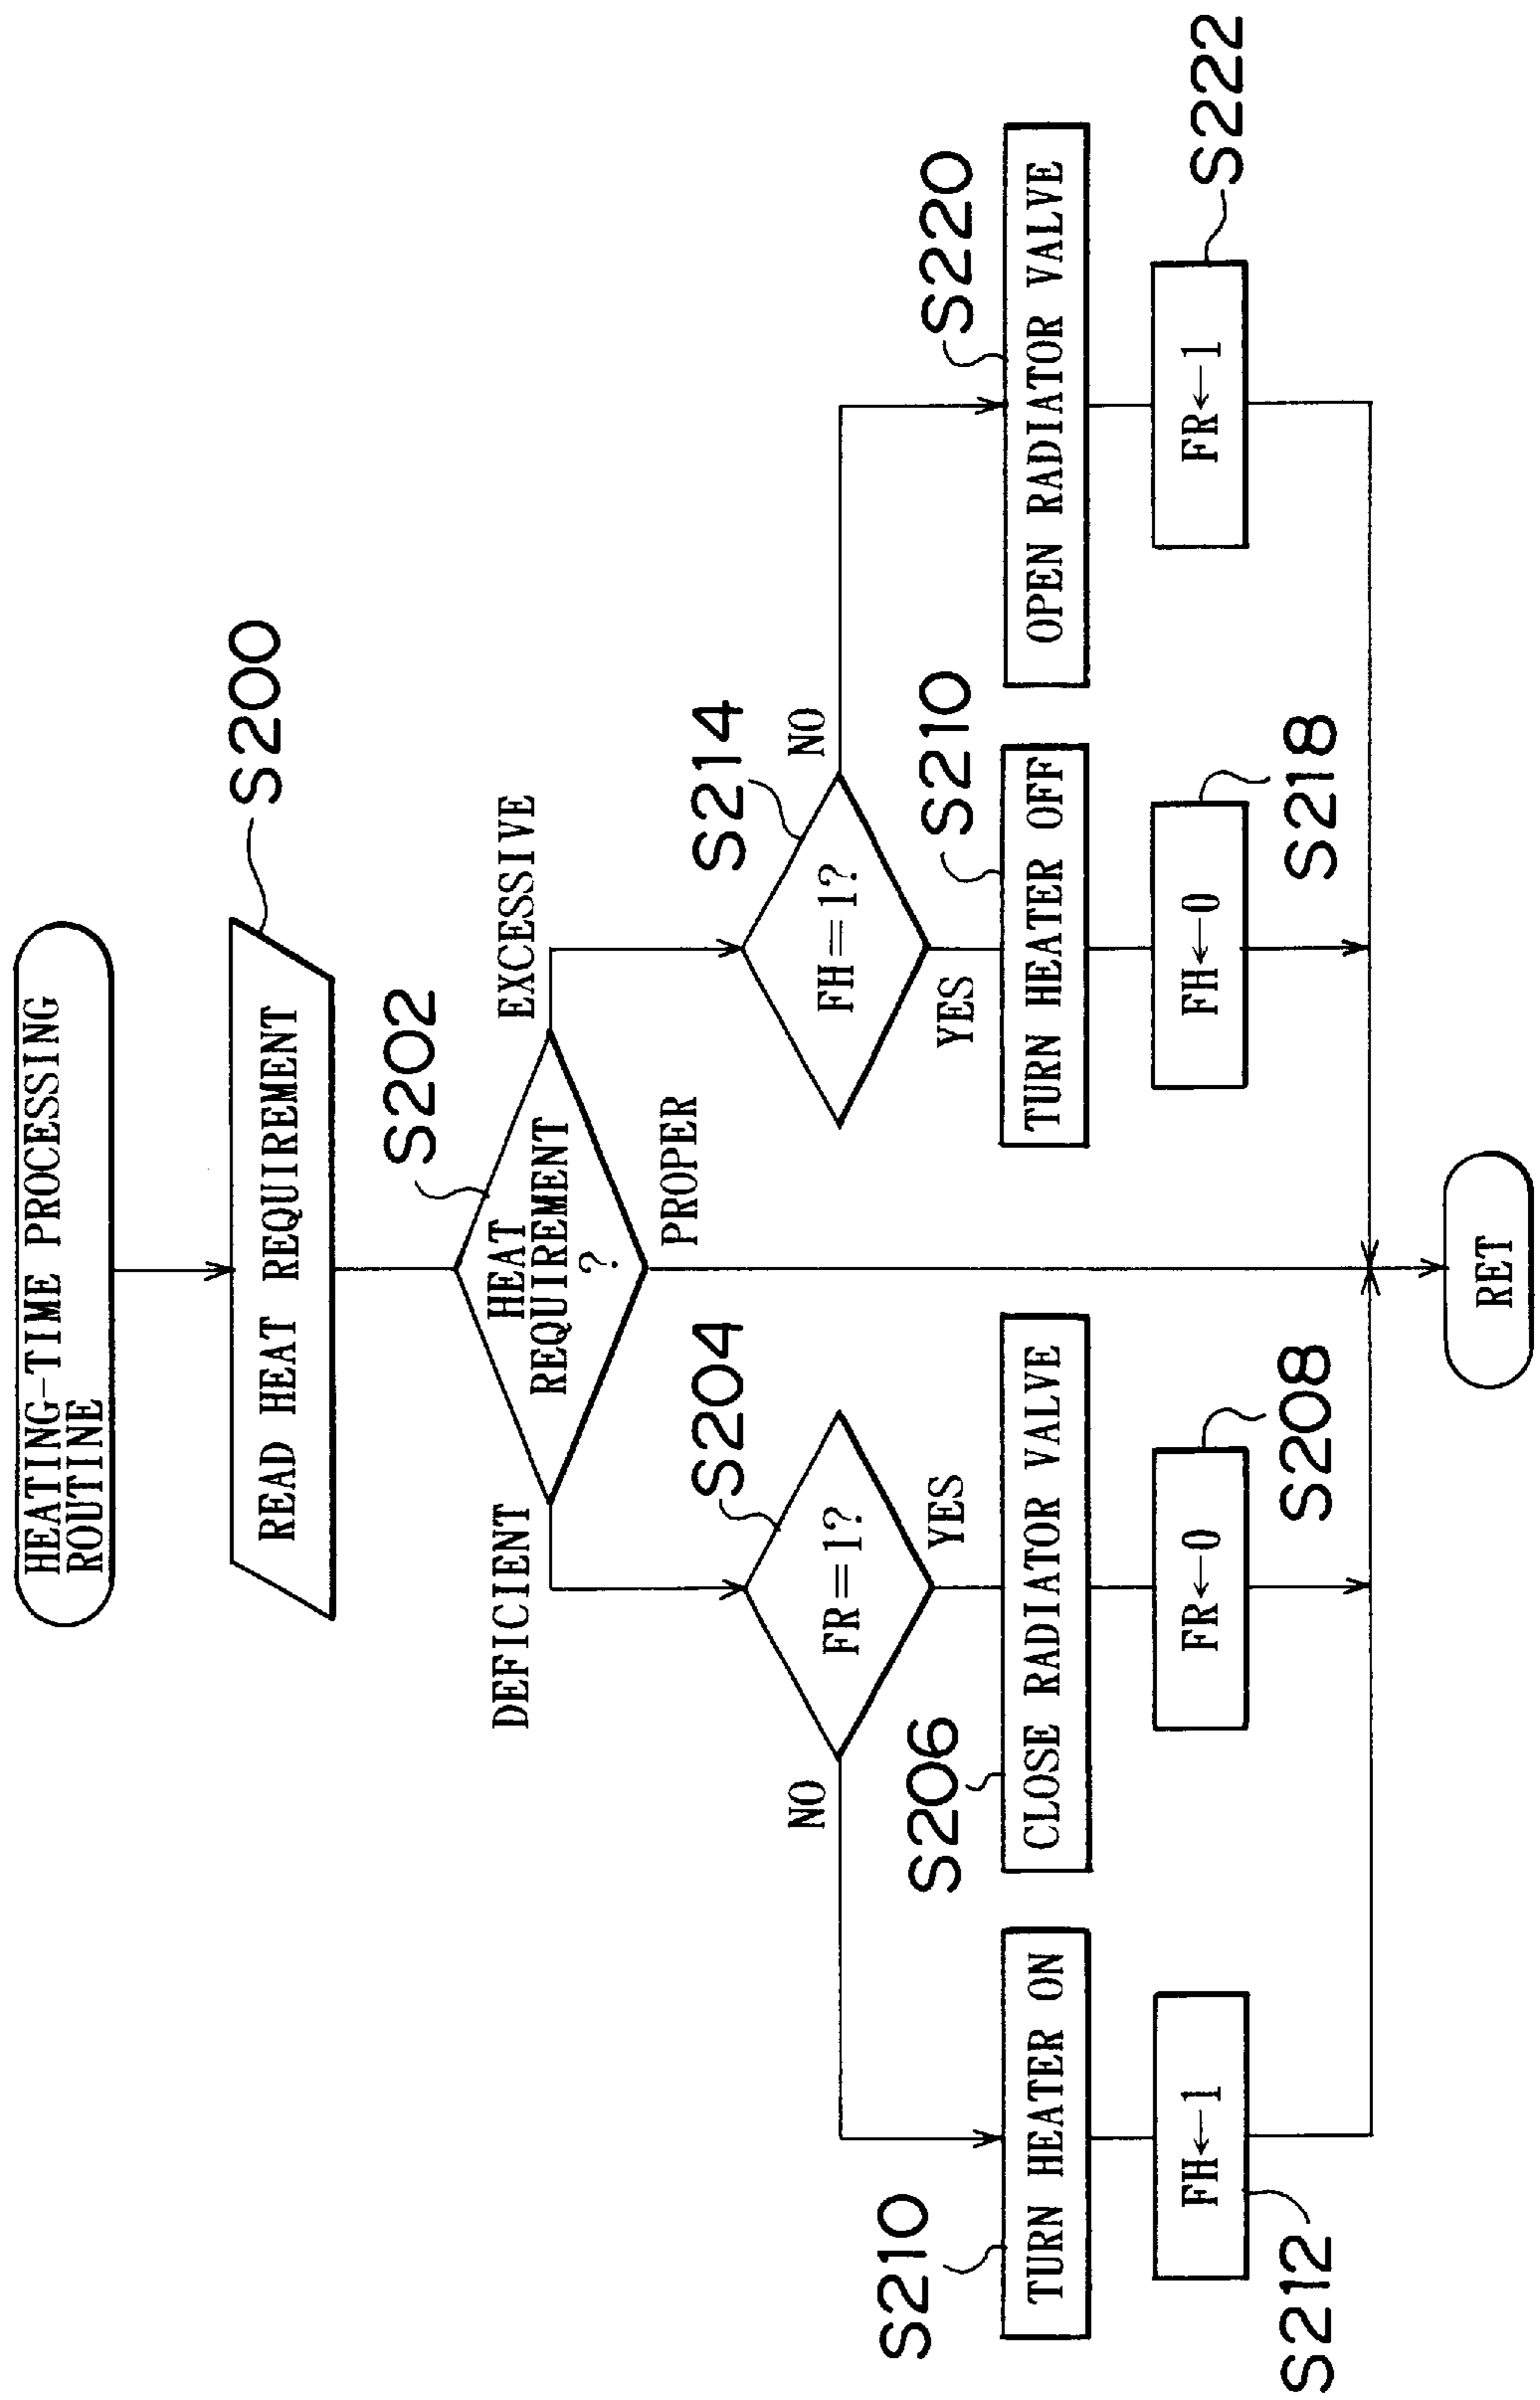 HEATING-TIME PROCESSING
ROUTINE
READ HEAT REQUIREMENT
S200
HEAT
REQUIREMENT
?
S202
DEFICIENT
EXCESSIVE
PROPER
FR=1?
S204
NO
YES
FH=1?
S214
NO
YES
S210
TURN HEATER ON
S206
CLOSE RADIATOR VALVE
S210
TURN HEATER OFF
S220
OPEN RADIATOR VALVE
FH←1
S212
FR←0
S208
FH←0
S218
FR←1
S222
RET